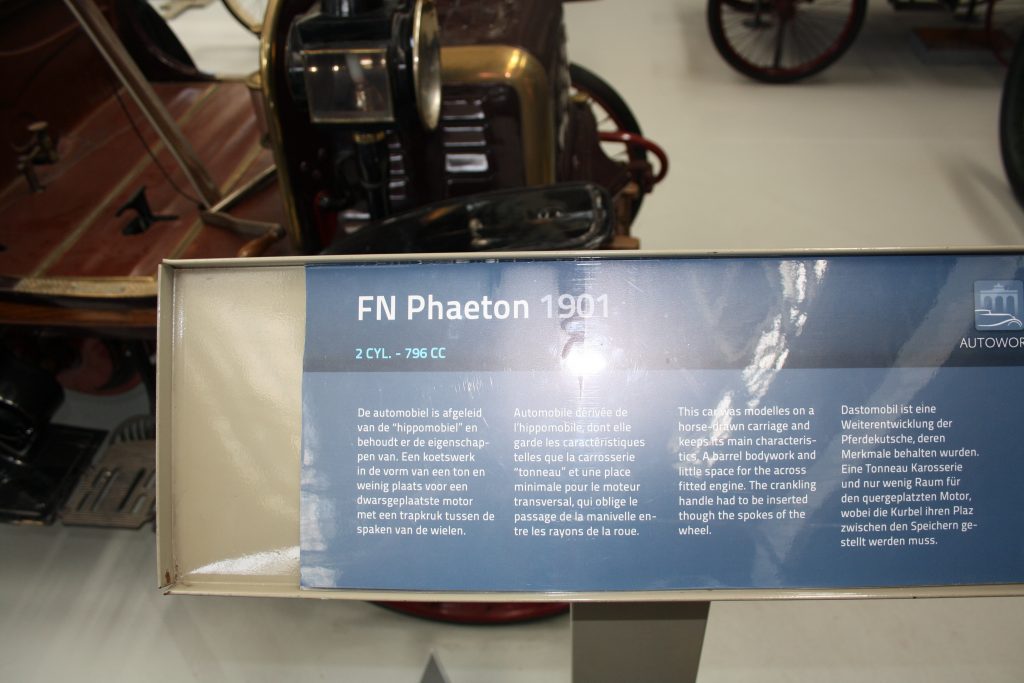 FN Phaeton 1901
2 CYL. - 796 CC
AUTOWOR
De automobiel is afgeleid
van de “hippomobiel” en
behoudt er de eigenschap-
pen van. Een koetswerk
in de vorm van een ton en
weinig plaats voor een
dwarsgeplaatste motor
met een trapkruk tussen de
spaken van de wielen.
Automobile dérivée de
l’hippomobile, dont elle
garde les caractéristiques
telles que la carrosserie
“tonneau” et une place
minimale pour le moteur
transversal, qui oblige le
passage de la manivelle en-
tre les rayons de la roue.
This car was modelles on a
horse-drawn carriage and
keeps its main characteris-
tics. A barrel bodywork and
little space for the across
fitted engine. The crankling
handle had to be inserted
though the spokes of the
wheel.
Dastomobil ist eine
Weiterentwicklung der
Pferdekutsche, deren
Merkmale behalten wurden.
Eine Tonneau Karosserie
und nur wenig Raum für
den quergeplatzten Motor,
wobei die Kurbel ihren Plaz
zwischen den Speichern ge-
stellt werden muss.